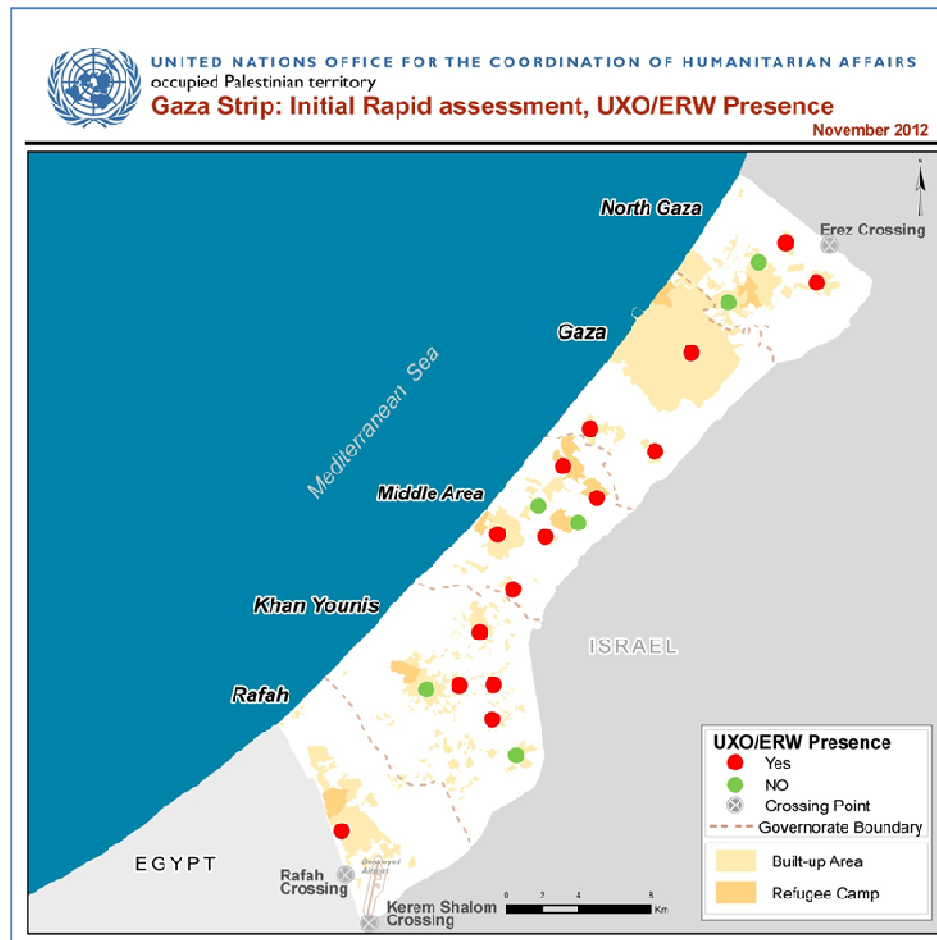 UNITED NATIONS OFFICE FOR THE COORDINATION OF HUMANITARIAN AFFAIRS
occupied Palestinian territory
Gaza Strip: Initial Rapid assessment, UXO/ERW Presence
November 2012
North Gaza
Erez Crossing
Gaza
Mediterranean Sea
Middle Area
Khan Younis
ISRAEL
Rafah
UXO/ERW Presence
Yes
NO
Crossing Point
Governorate Boundary
Built-up Area
Refugee Camp
EGYPT
Destroyed
Airport
Rafah
Crossing
Kerem Shalom
Crossing
0 2 4 8
Km